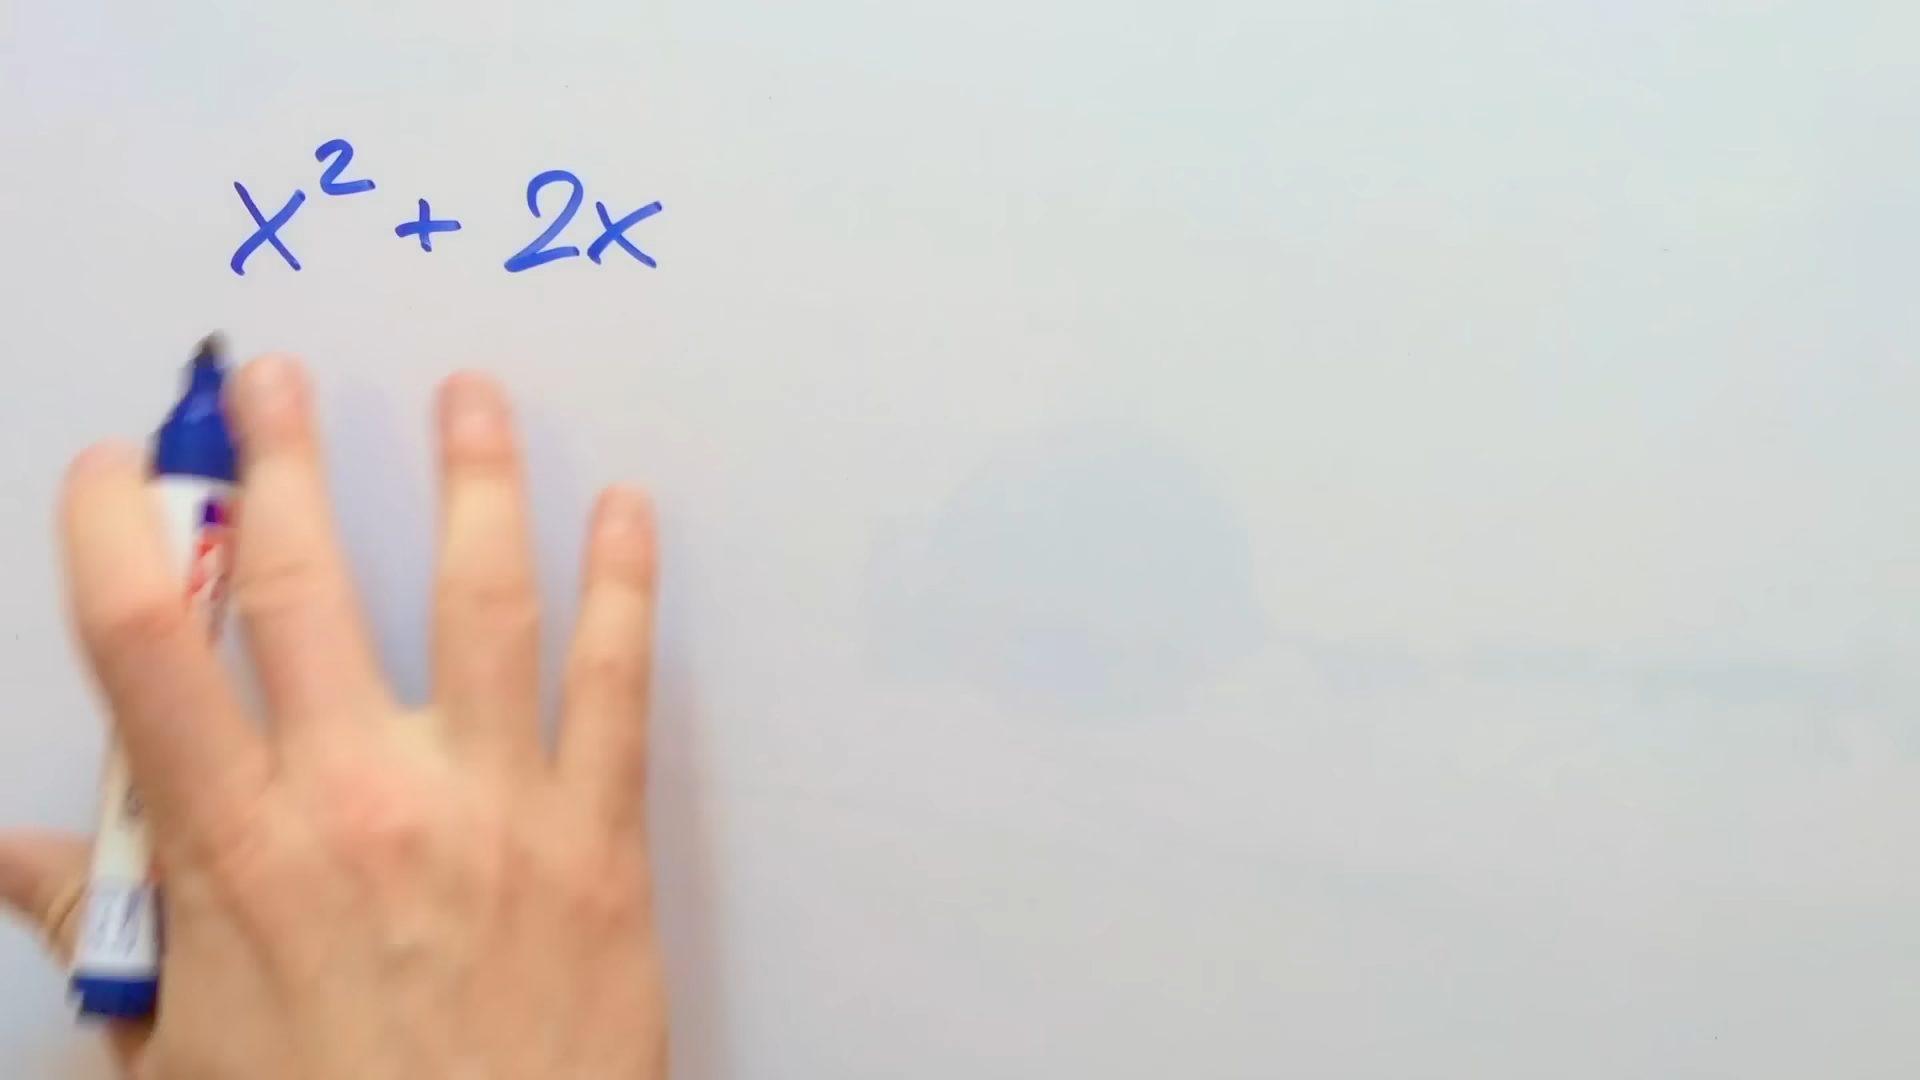 x² + 2x